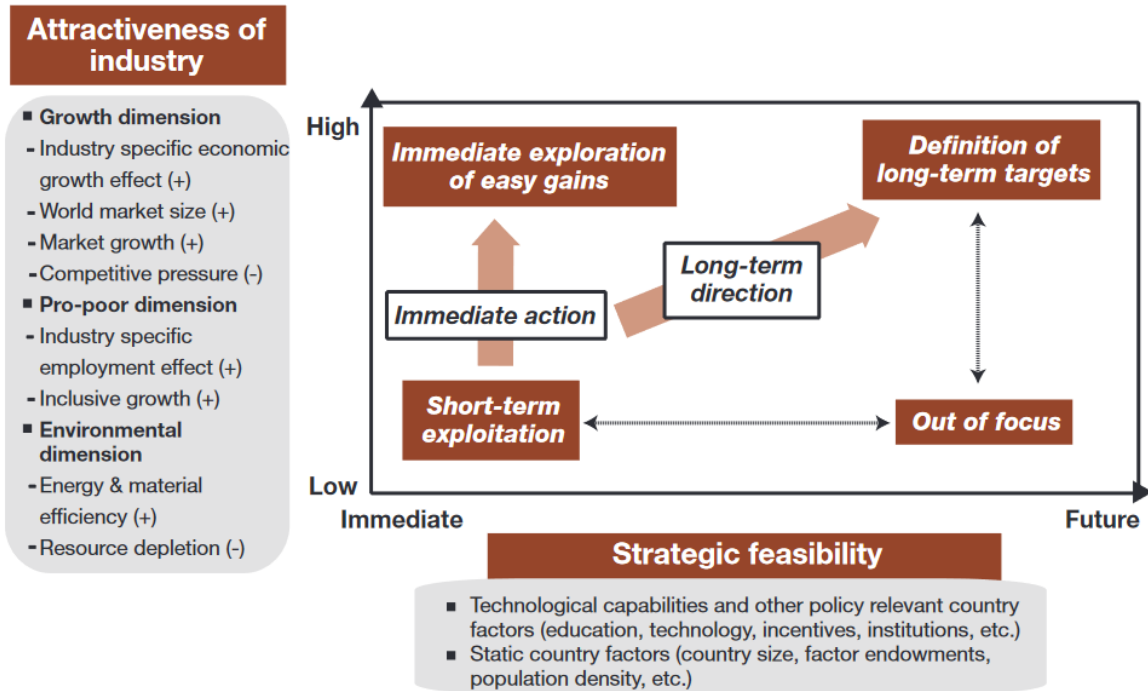 Attractiveness of
industry
▪ Growth dimension
- Industry specific economic
growth effect (+)
- World market size (+)
- Market growth (+)
- Competitive pressure (-)
▪ Pro-poor dimension
- Industry specific
employment effect (+)
- Inclusive growth (+)
▪ Environmental
dimension
- Energy & material
efficiency (+)
- Resource depletion (-)
High
Immediate exploration
of easy gains
Definition of
long-term targets
Long-term
direction
Immediate action
Short-term
exploitation
Out of focus
Low
Immediate
Future
Strategic feasibility
▪ Technological capabilities and other policy relevant country
factors (education, technology, incentives, institutions, etc.)
▪ Static country factors (country size, factor endowments,
population density, etc.)